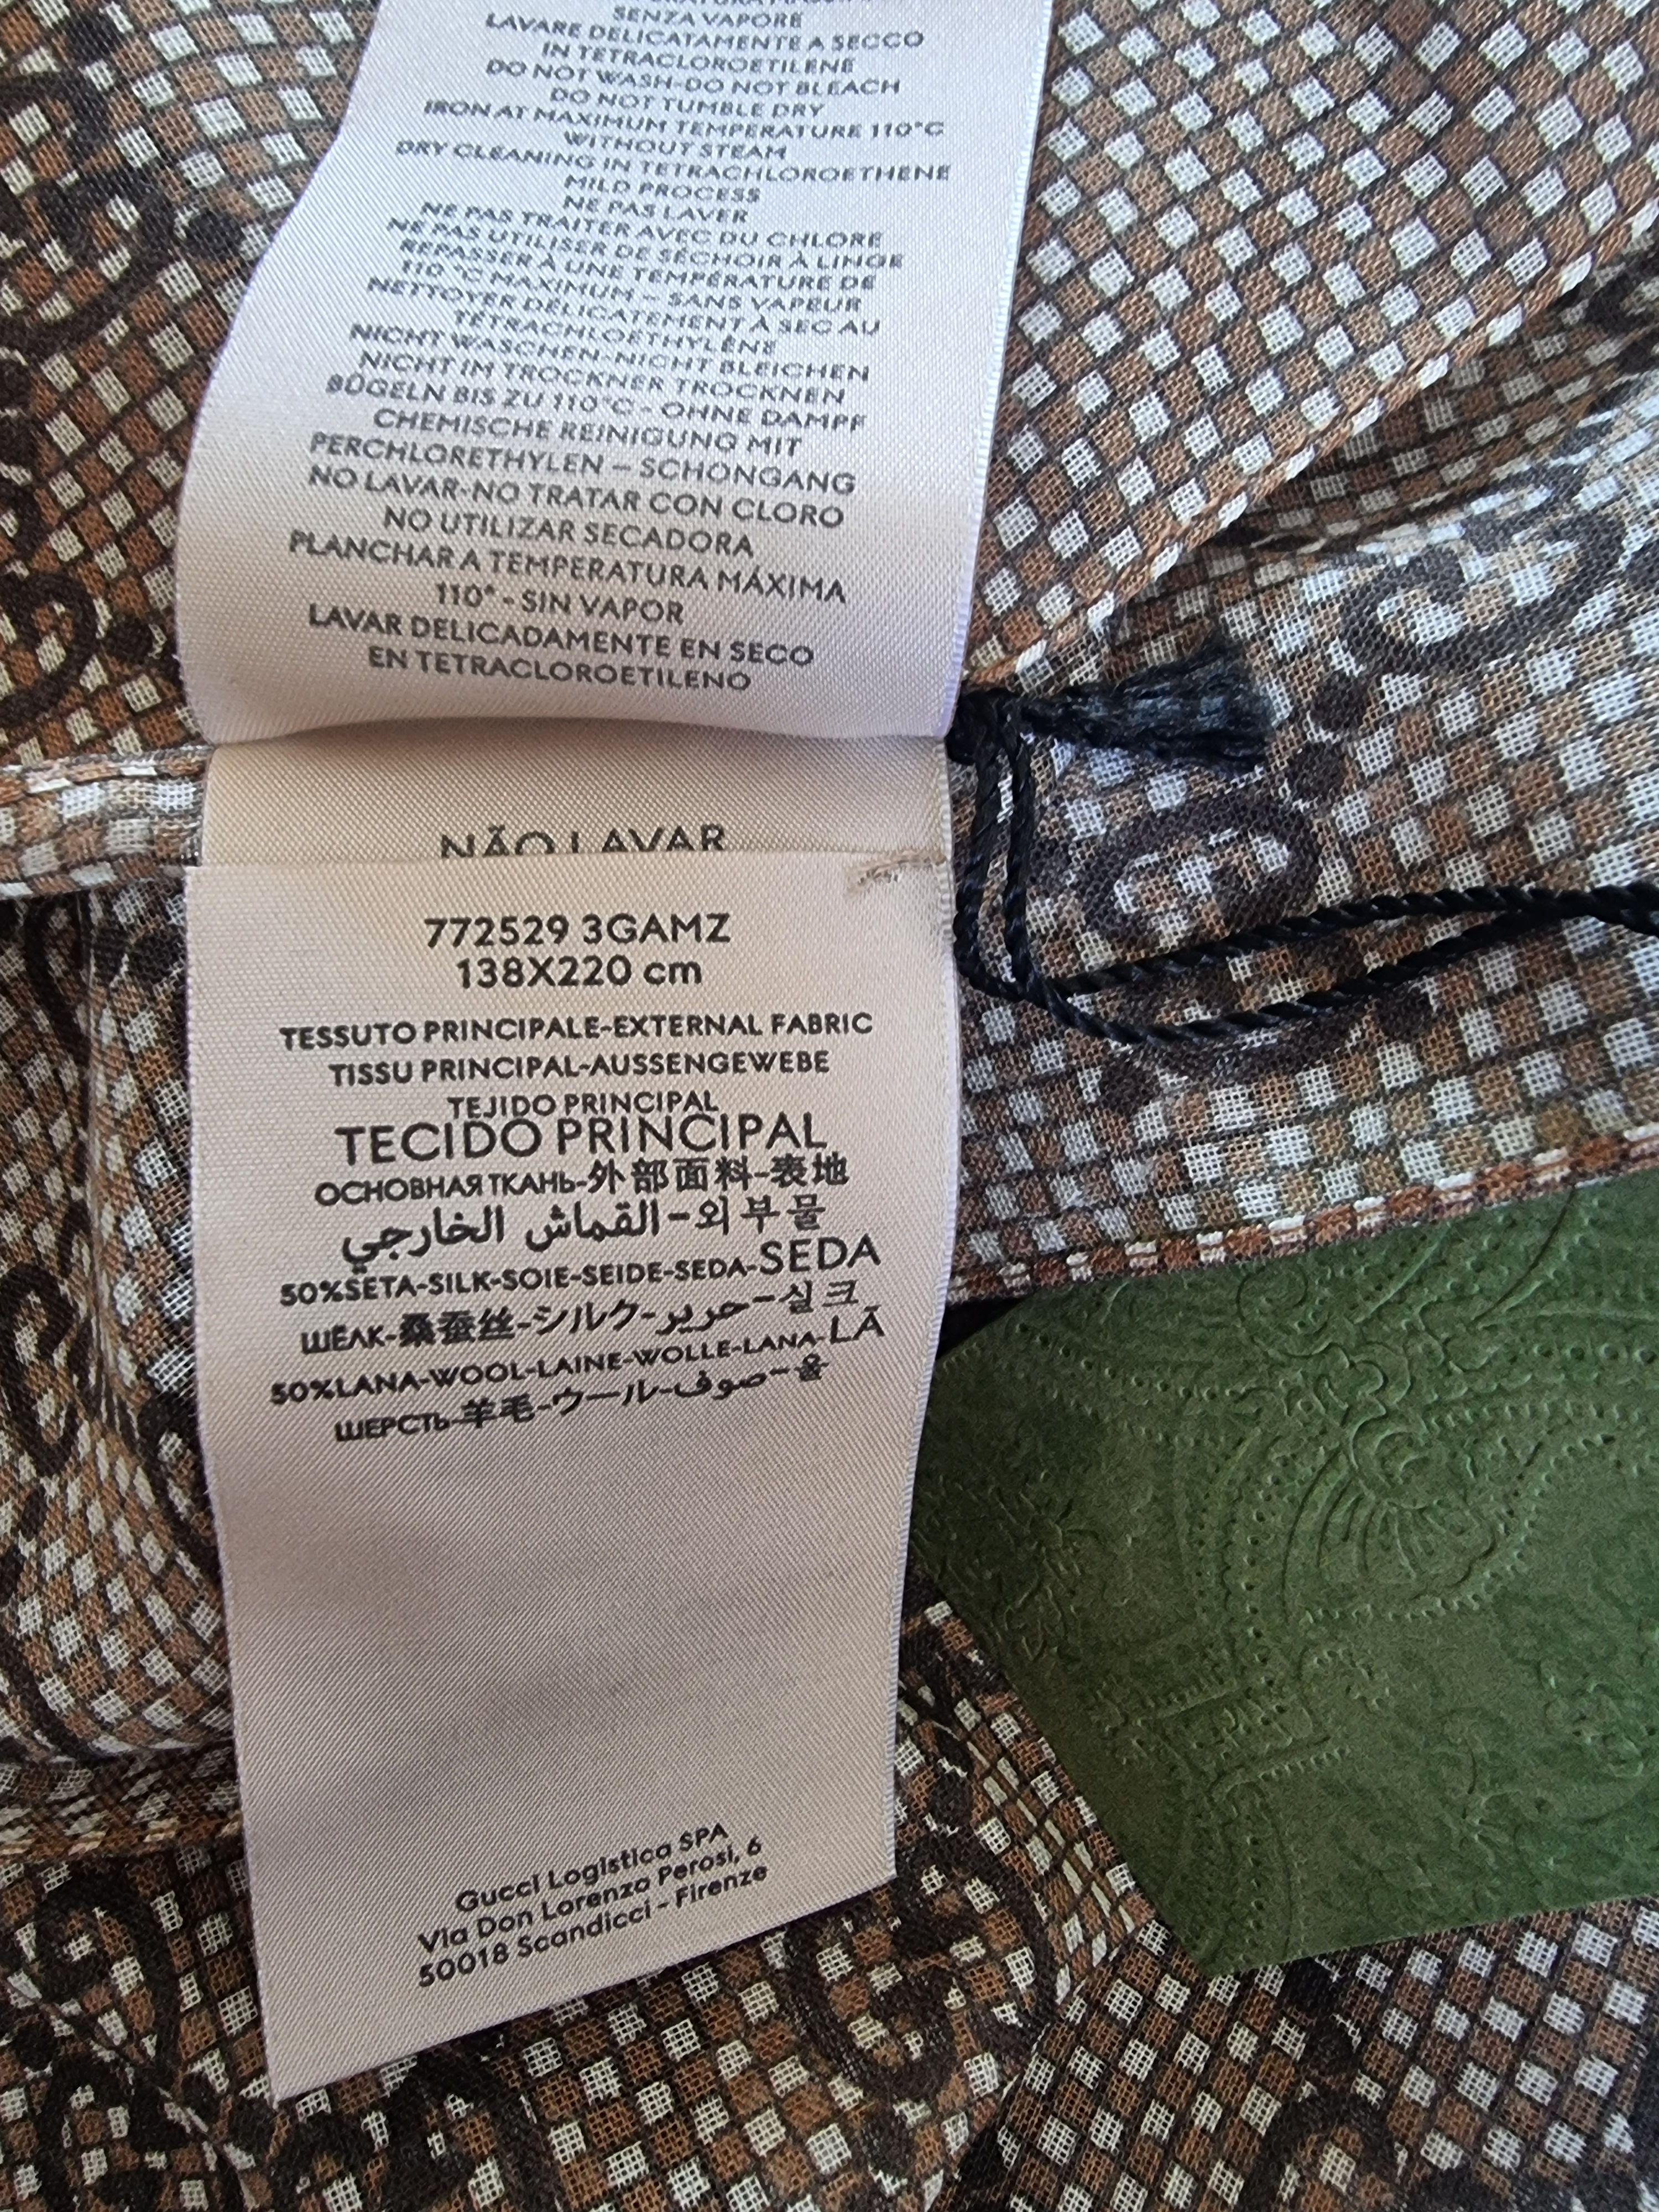 SENZA VAPORE
LAVARE DELICATAMENTE A SECCO
IN TETRACLOROETILENE
DO NOT WASH-DO NOT BLEACH
DO NOT TUMBLE DRY
IRON AT MAXIMUM TEMPERATURE 110°C
WITHOUT STEAM
DRY CLEANING IN TETRACHLOROETHENE
MILD PROCESS
NE PAS LAVER
NE PAS TRAITER AVEC DU CHLORE
NE PAS UTILISER DE SÉCHOIR À LINGE
REPASSER À UNE TEMPÉRATURE DE
110 °C MAXIMUM – SANS VAPEUR
NETTOYER DÉLICATEMENT À SEC AU
TÉTRACHLOÉTHYLÈNE
NICHT WASCHEN-NICHT BLEICHEN
NICHT IM TROCKNER TROCKNEN
BÜGELN BIS ZU 110°C - OHNE DAMPF
CHEMISCHE REINIGUNG MIT
PERCHLORETHYLEN – SCHONGANG
NO LAVAR-NO TRATAR CON CLORO
NO UTILIZAR SECADORA
PLANCHAR A TEMPERATURA MÁXIMA
110° - SIN VAPOR
LAVAR DELICADAMENTE EN SECO
EN TETRACLOROETILENO
NÃO LAVAR
772529 3GAMZ
138X220 cm
TESSUTO PRINCIPALE-EXTERNAL FABRIC
TISSU PRINCIPAL-AUSSENGEWEBE
TEJIDO PRINCIPAL
TECIDO PRINCIPAL
ОСНОВНАЯ ТКАНЬ-外部面料-表地
القماش الخارجي-외부물
50%SETA-SILK-SOIE-SEIDE-SEDA-SEDA
ШЁЛК-桑蚕丝-シルク-حرير-실크
50%LANA-WOOL-LAINE-WOLLE-LANA-LÃ
ШЕРСТЬ-羊毛-ウール-صوف-울
Gucci Logistica SPA
Via Don Lorenzo Perosi, 6
50018 Scandicci - Firenze